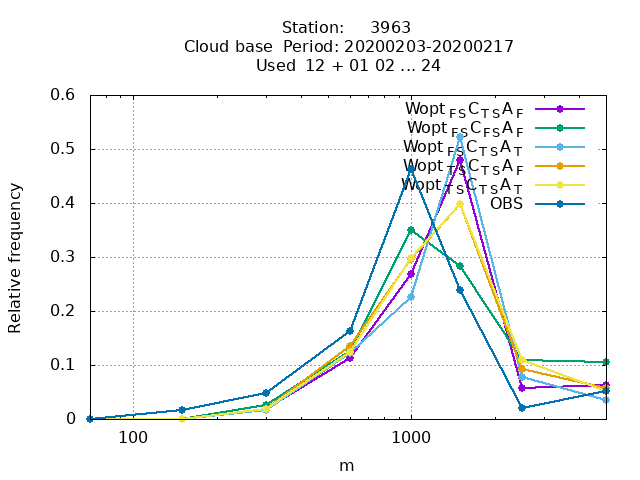 Station: 3963
Cloud base Period: 20200203-20200217
Used 12 + 01 02 ... 24
Relative frequency
0.6
0.5
0.4
0.3
0.2
0.1
0
Wopt FS C TS A F
Wopt FS C FS A F
Wopt FS C TS A T
Wopt TS C TS A F
Wopt TS C TS A T
OBS
100 1000
m